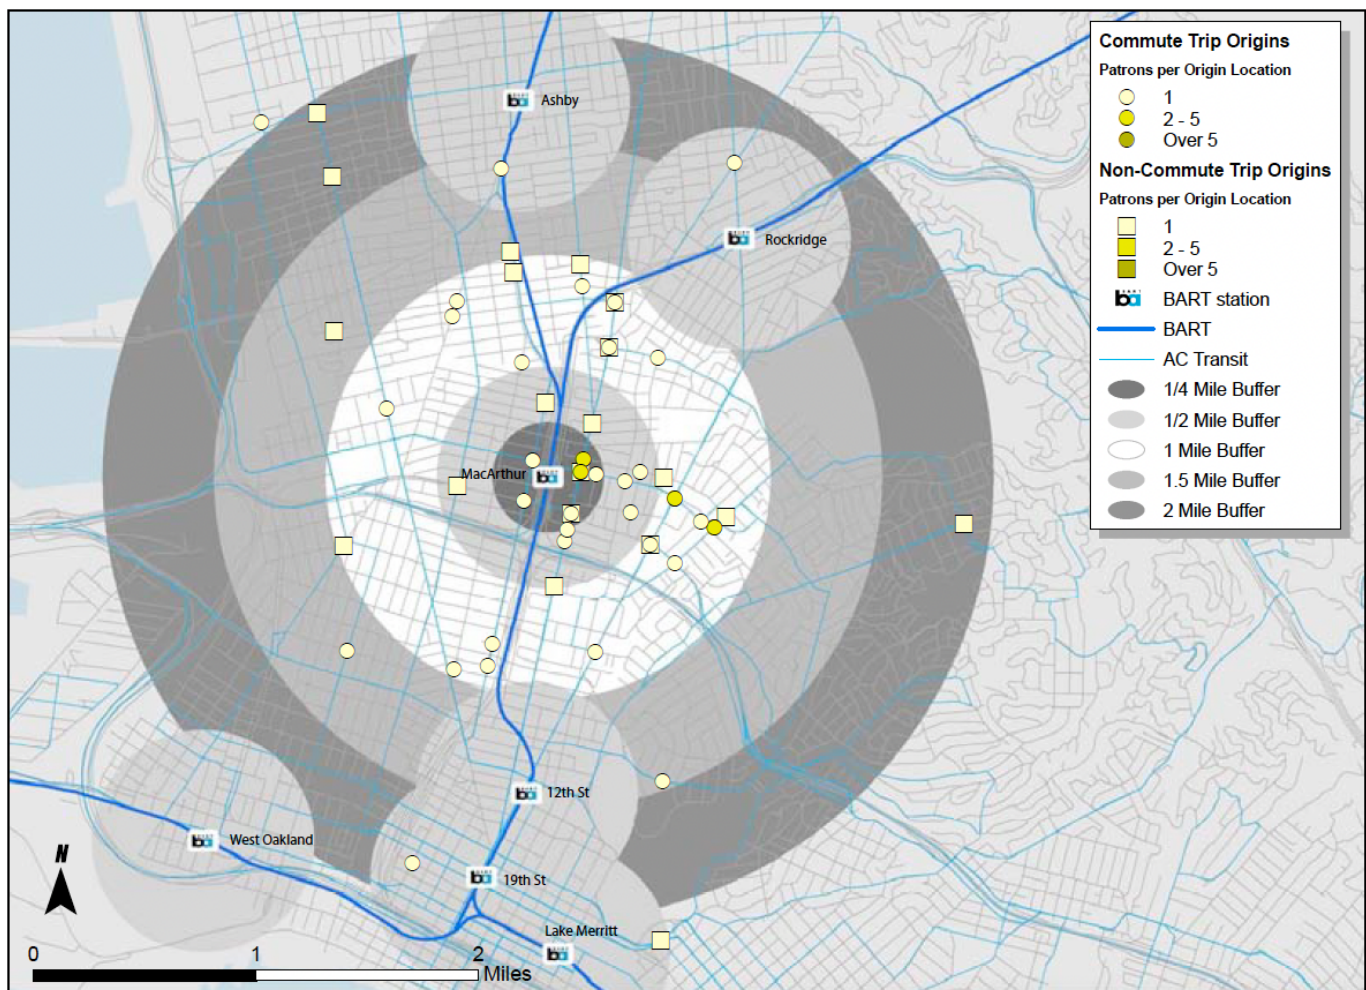 Commute Trip Origins
Patrons per Origin Location
1
2 - 5
Over 5
Non-Commute Trip Origins
Patrons per Origin Location
1
2 - 5
Over 5
BART station
BART
AC Transit
1/4 Mile Buffer
1/2 Mile Buffer
1 Mile Buffer
1.5 Mile Buffer
2 Mile Buffer
Ashby
Rockridge
MacArthur
12th St
West Oakland
19th St
Lake Merritt
N
0 1 2
Miles